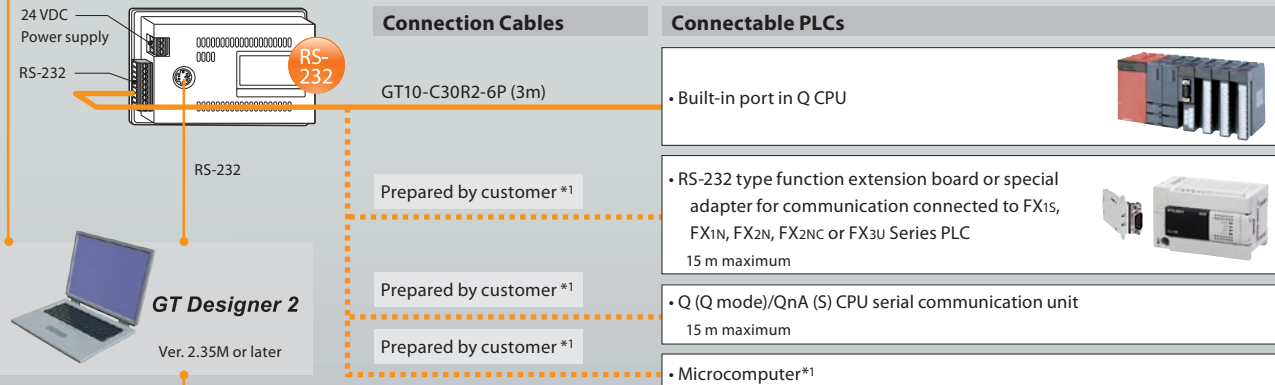 24 VDC
Power supply
RS-232
RS-
232
RS-232
GT Designer 2
Ver. 2.35M or later
Connection Cables
Connectable PLCs
GT10-C30R2-6P (3m)
• Built-in port in Q CPU
Prepared by customer *1
• RS-232 type function extension board or special
adapter for communication connected to FX1S,
FX1N, FX2N, FX2NC or FX3U Series PLC
15 m maximum
Prepared by customer *1
• Q (Q mode)/QnA (S) CPU serial communication unit
15 m maximum
Prepared by customer *1
• Microcomputer*1